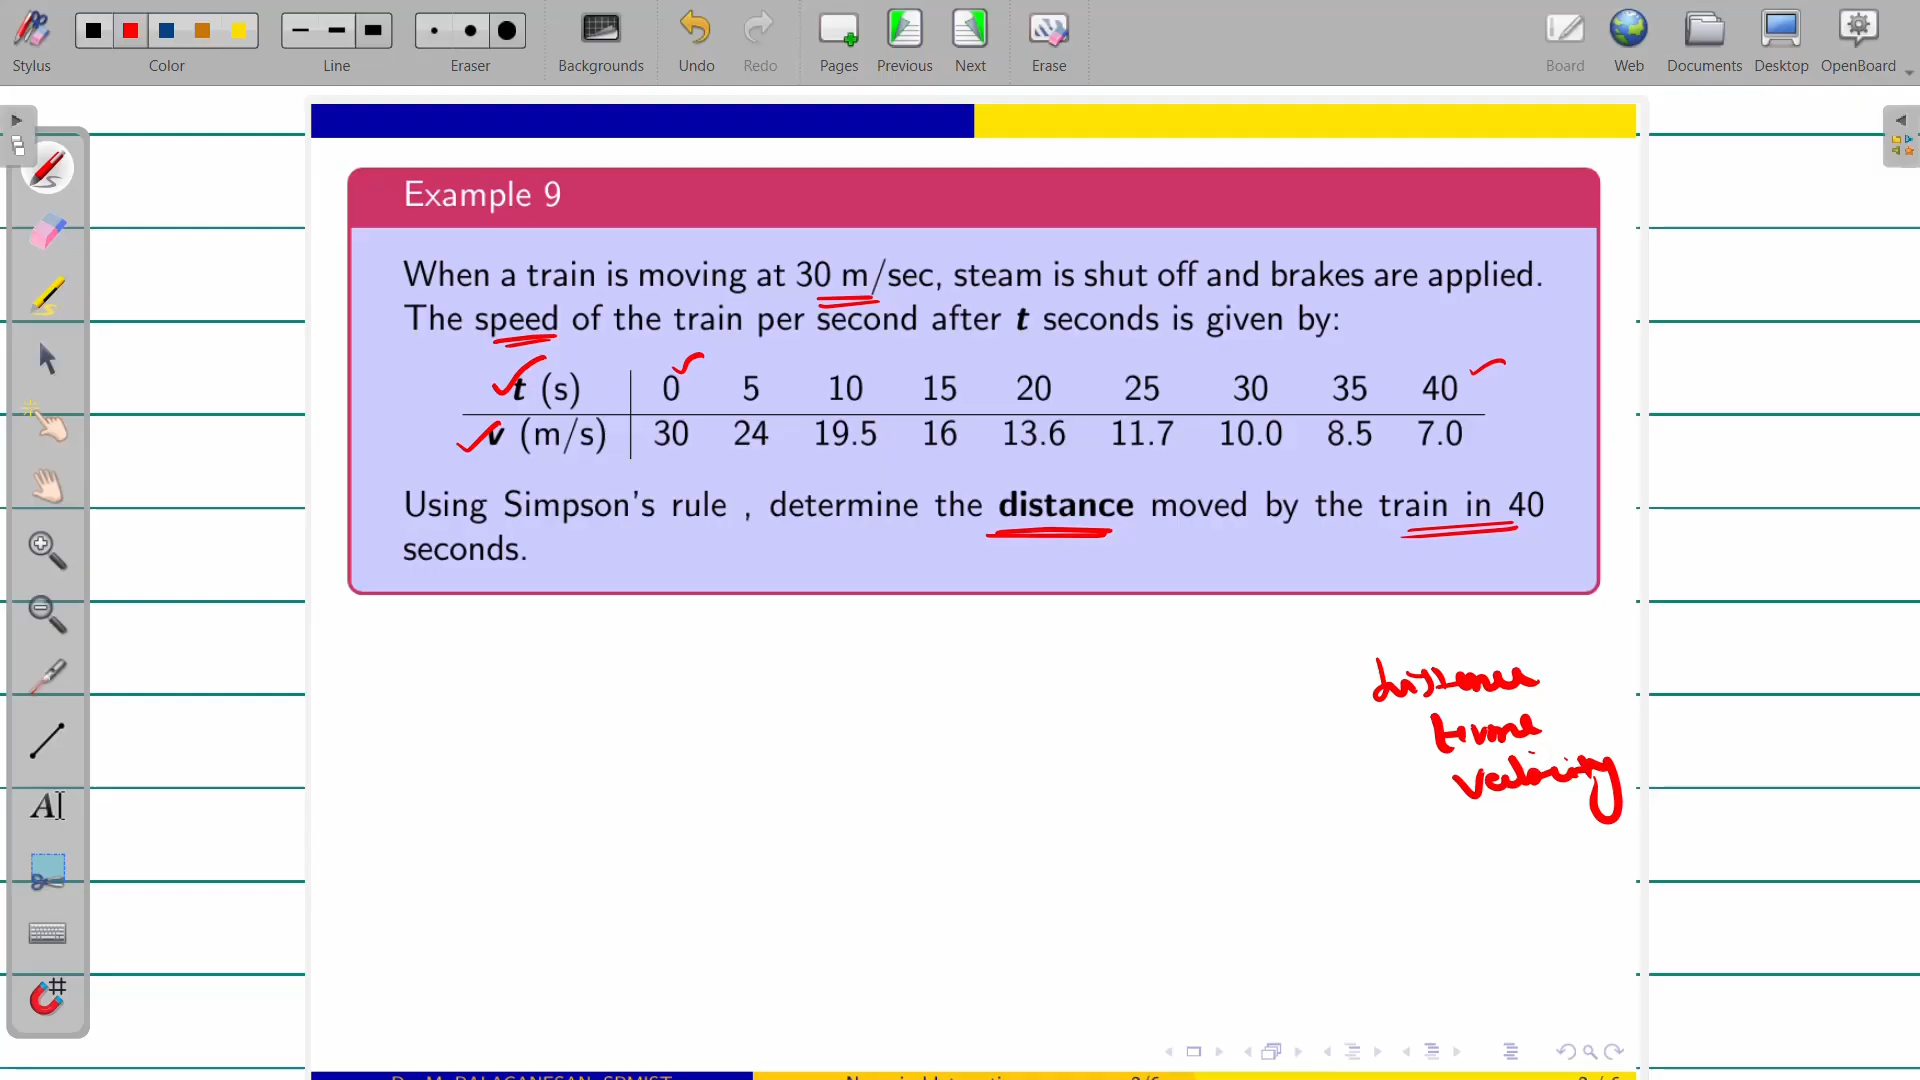 Stylus Color Line Eraser Backgrounds Undo Redo Pages Previous Next Erase Board Web Documents Desktop OpenBoard
Example 9
When a train is moving at 30 m/sec, steam is shut off and brakes are applied.
The speed of the train per second after t seconds is given by:
t (s) 0 5 10 15 20 25 30 35 40
v (m/s) 30 24 19.5 16 13.6 11.7 10.0 8.5 7.0
Using Simpson's rule , determine the distance moved by the train in 40
seconds.
distance
time
velocity